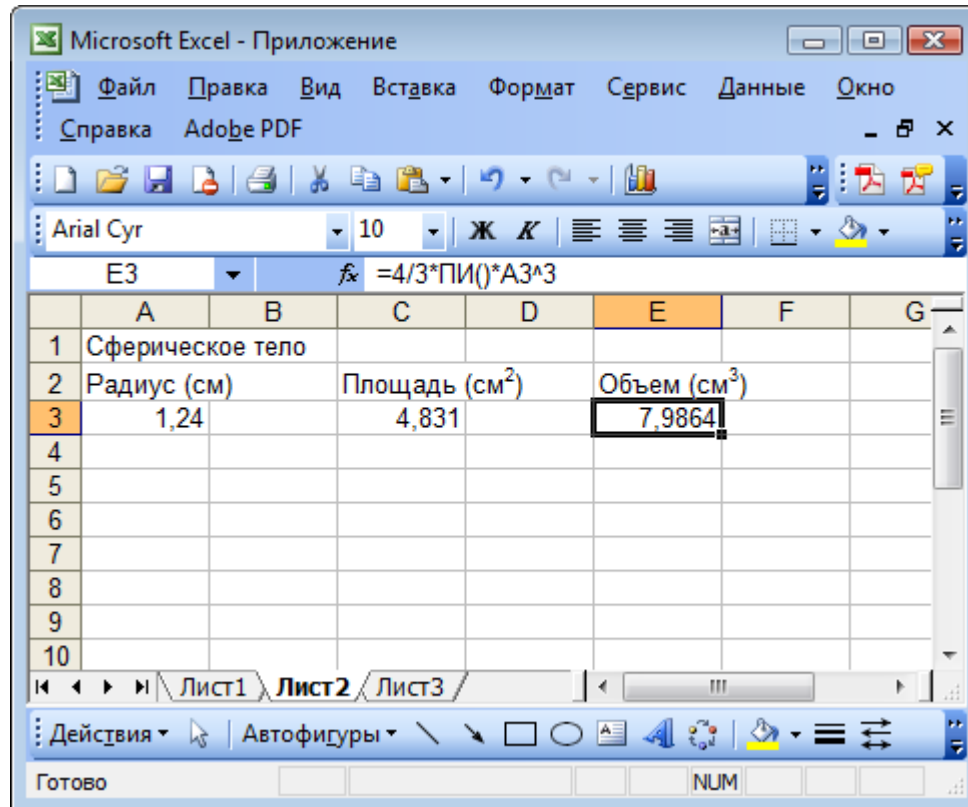 Microsoft Excel - Приложение
Файл Правка Вид Вставка Формат Сервис Данные Окно
Справка Adobe PDF
Arial Cyr 10 Ж К
E3 fx =4/3*ПИ()*A3^3
A B C D E F G
1 Сферическое тело
2 Радиус (см) Площадь (см²) Объем (см³)
3 1,24 4,831 7,9864
4
5
6
7
8
9
10
Лист1 Лист2 Лист3
Действия Автофигуры
Готово NUM